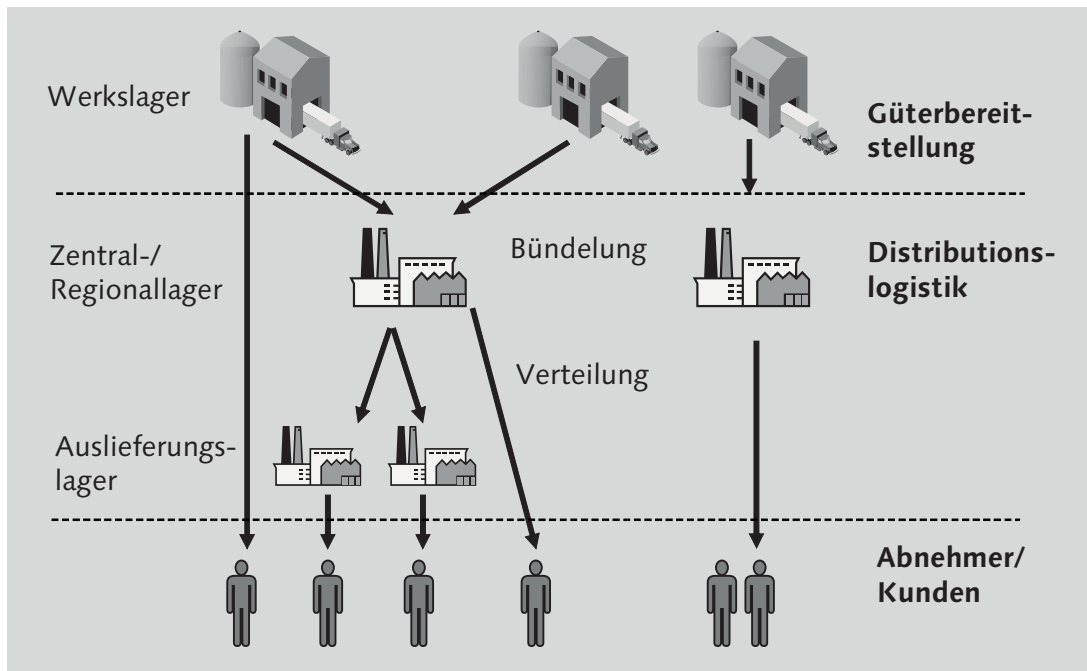 Werkslager
Güterbereit-
stellung
Zentral-/
Regionallager
Bündelung
Distributions-
logistik
Verteilung
Auslieferungs-
lager
Abnehmer/
Kunden